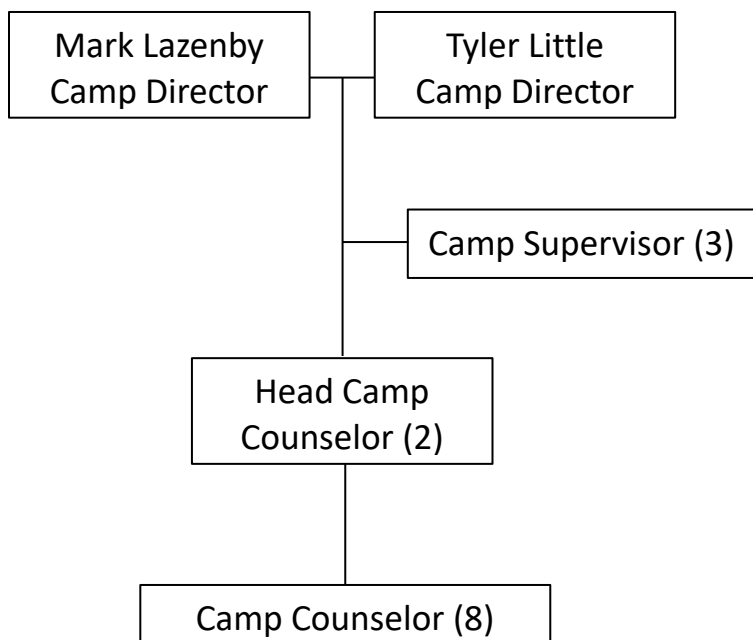 Mark Lazenby
Camp Director
Tyler Little
Camp Director
Camp Supervisor (3)
Head Camp
Counselor (2)
Camp Counselor (8)